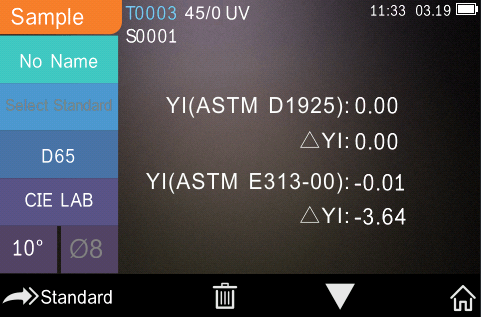 Sample
T0003 45/0 UV
11:33 03.19
S0001
No Name
Select Standard
D65
CIE LAB
10° Ø8
YI(ASTM D1925): 0.00
△YI: 0.00
YI(ASTM E313-00): -0.01
△YI: -3.64
Standard